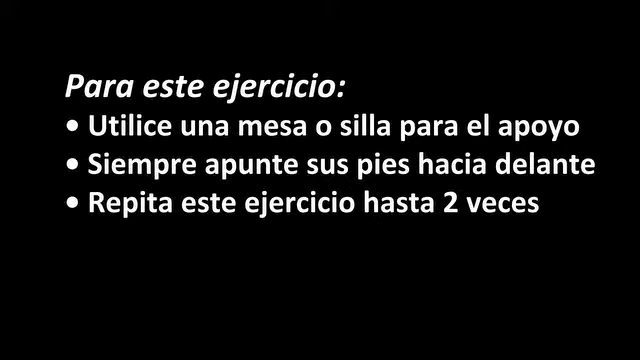 Para este ejercicio:
• Utilice una mesa o silla para el apoyo
• Siempre apunte sus pies hacia delante
• Repita este ejercicio hasta 2 veces